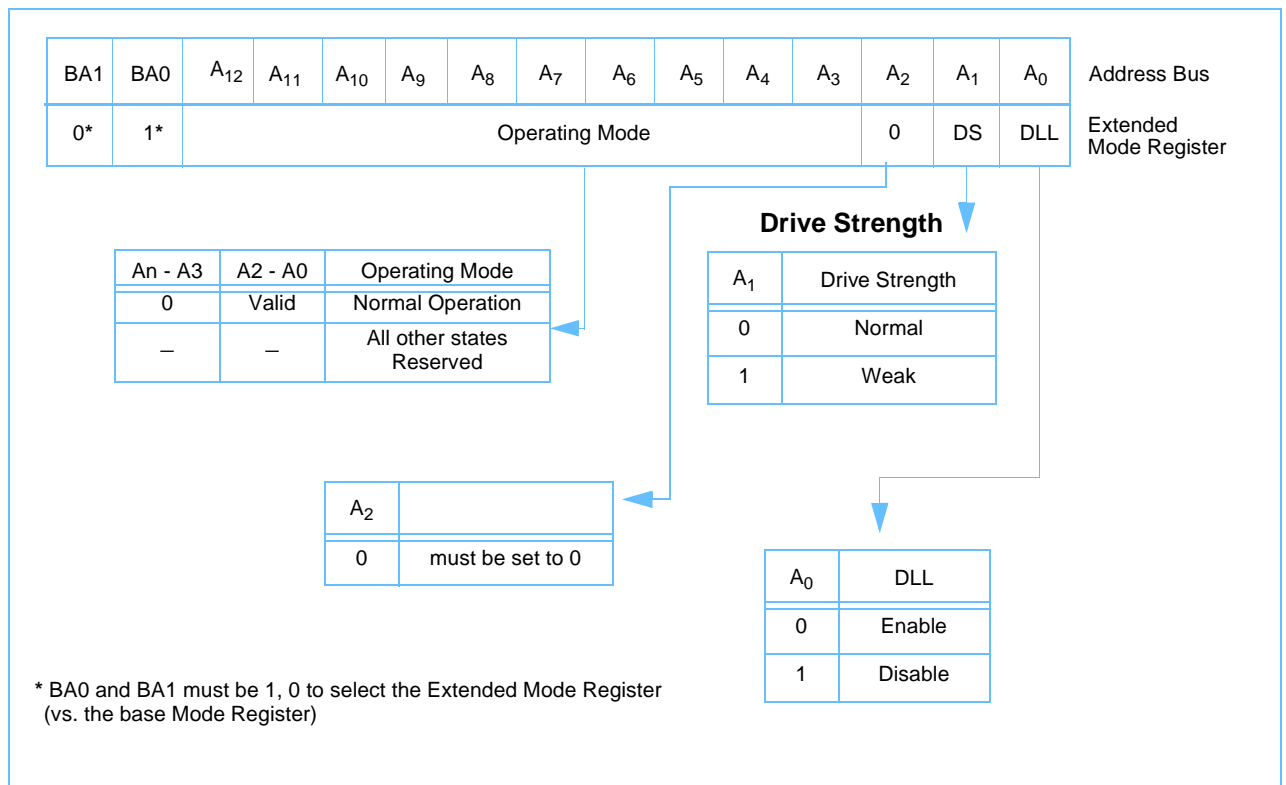 BA1 BA0 A12 A11 A10 A9 A8 A7 A6 A5 A4 A3 A2 A1 A0 Address Bus
0* 1* Operating Mode 0 DS DLL Extended
Mode Register
Drive Strength
An - A3 A2 - A0 Operating Mode
0 Valid Normal Operation
– – All other states
Reserved
A1 Drive Strength
0 Normal
1 Weak
A2
0 must be set to 0
A0 DLL
0 Enable
1 Disable
* BA0 and BA1 must be 1, 0 to select the Extended Mode Register
(vs. the base Mode Register)